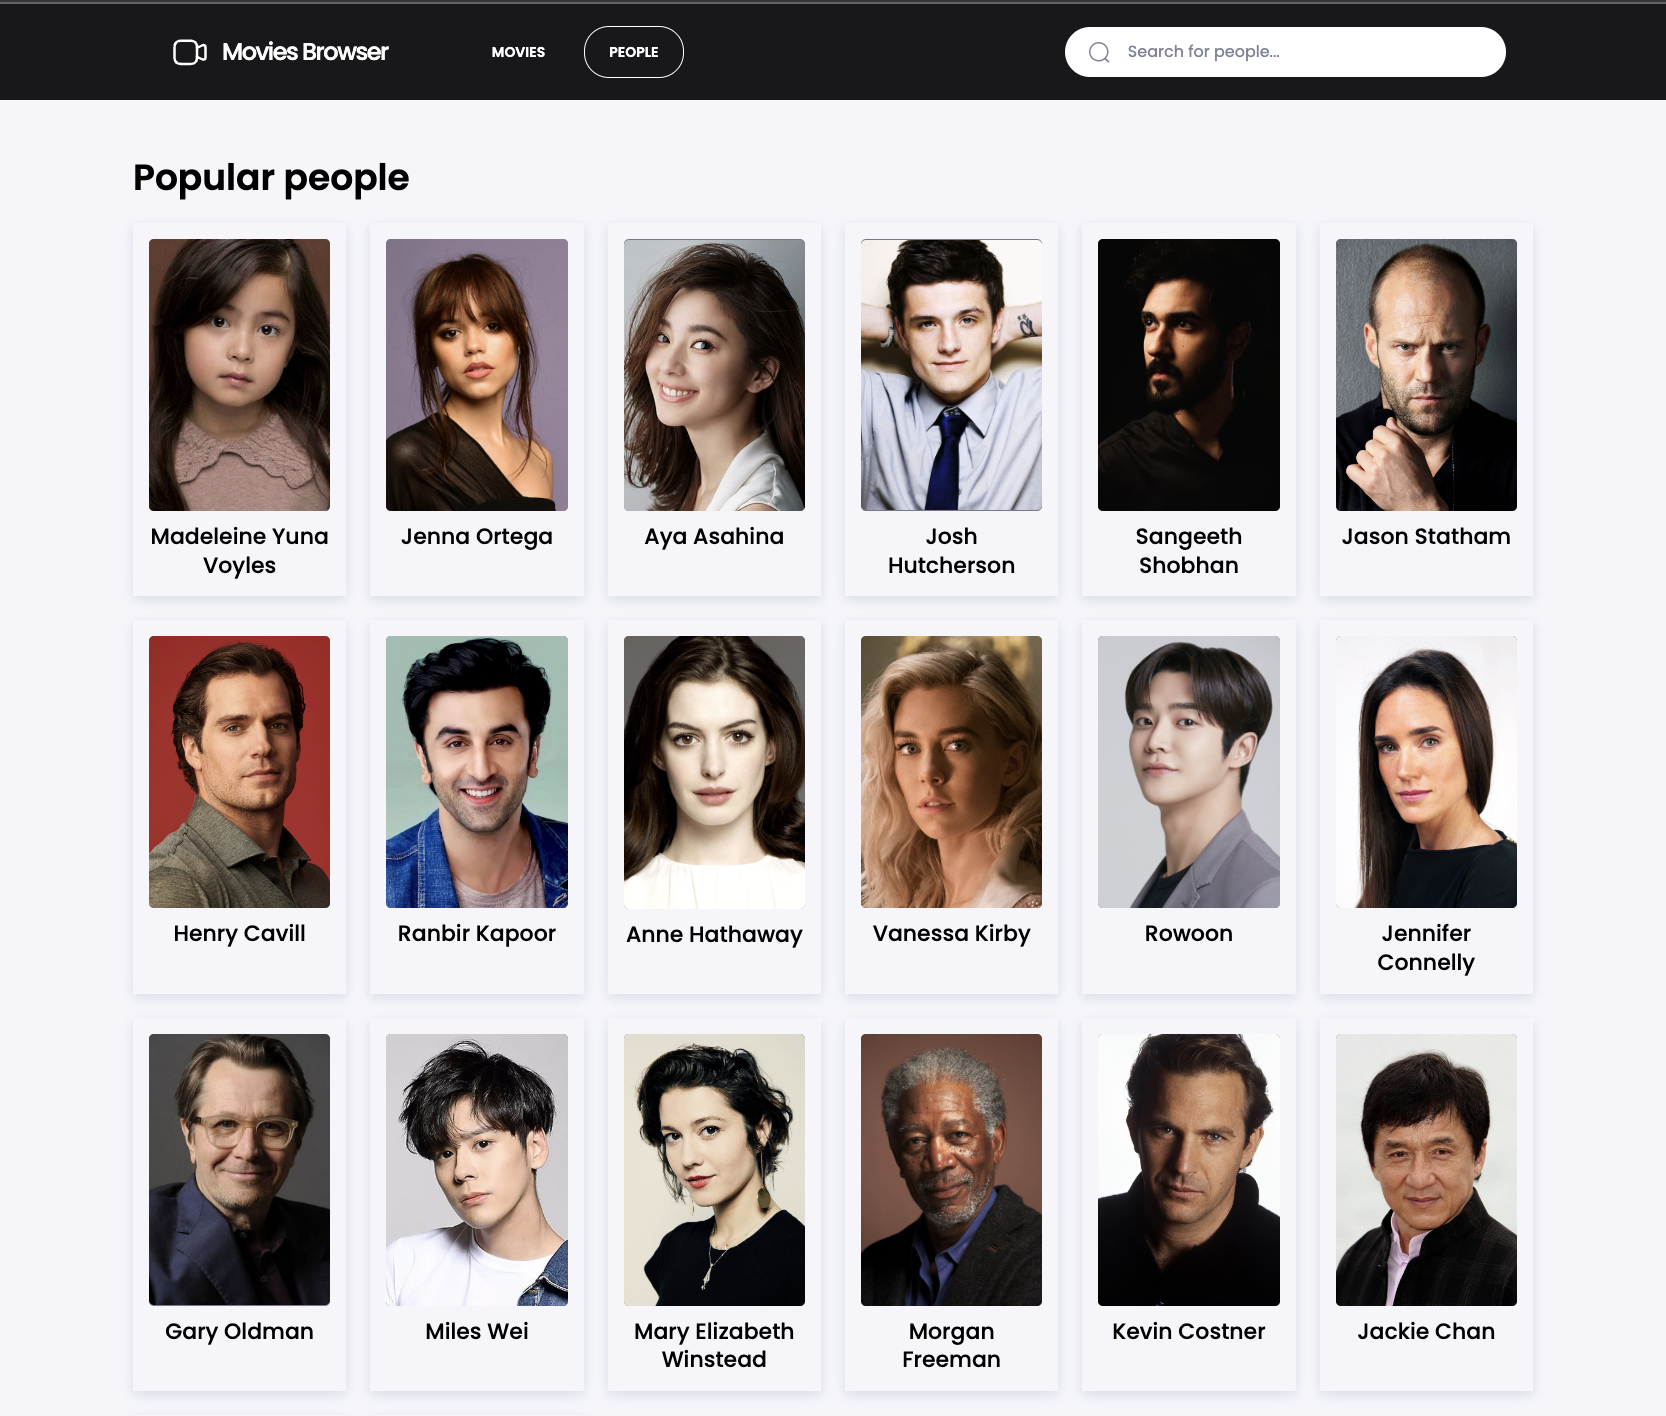 Movies Browser
MOVIES
PEOPLE
Search for people...
Popular people
Madeleine Yuna
Voyles
Jenna Ortega
Aya Asahina
Josh
Hutcherson
Sangeeth
Shobhan
Jason Statham
Henry Cavill
Ranbir Kapoor
Anne Hathaway
Vanessa Kirby
Rowoon
Jennifer
Connelly
Gary Oldman
Miles Wei
Mary Elizabeth
Winstead
Morgan
Freeman
Kevin Costner
Jackie Chan